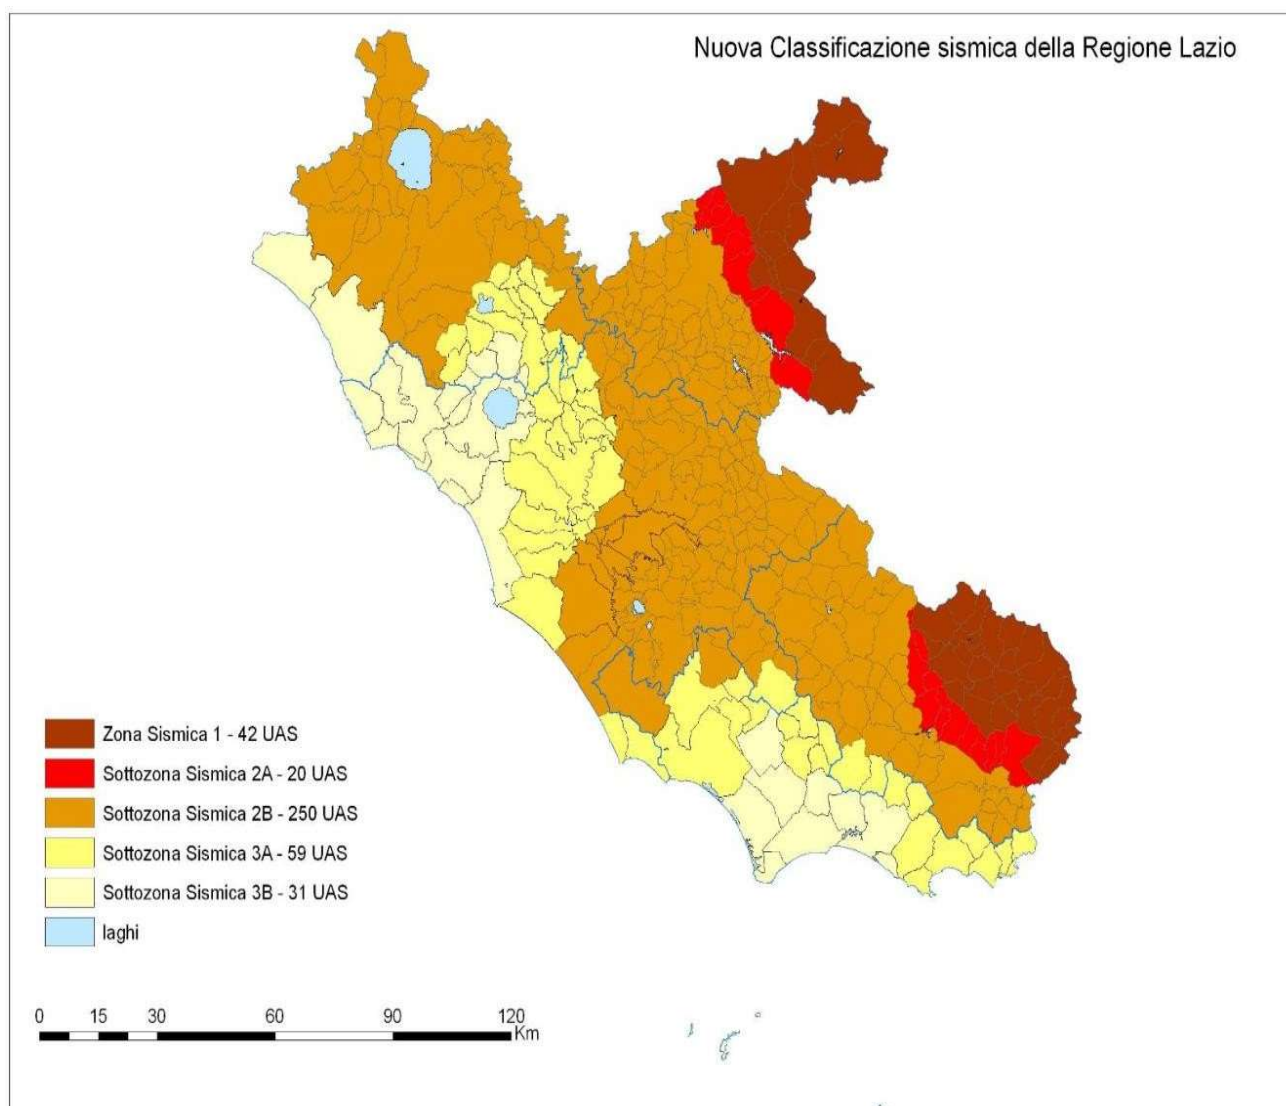 Nuova Classificazione sismica della Regione Lazio
Zona Sismica 1 - 42 UAS
Sottozona Sismica 2A - 20 UAS
Sottozona Sismica 2B - 250 UAS
Sottozona Sismica 3A - 59 UAS
Sottozona Sismica 3B - 31 UAS
laghi
0 15 30 60 90 120
Km